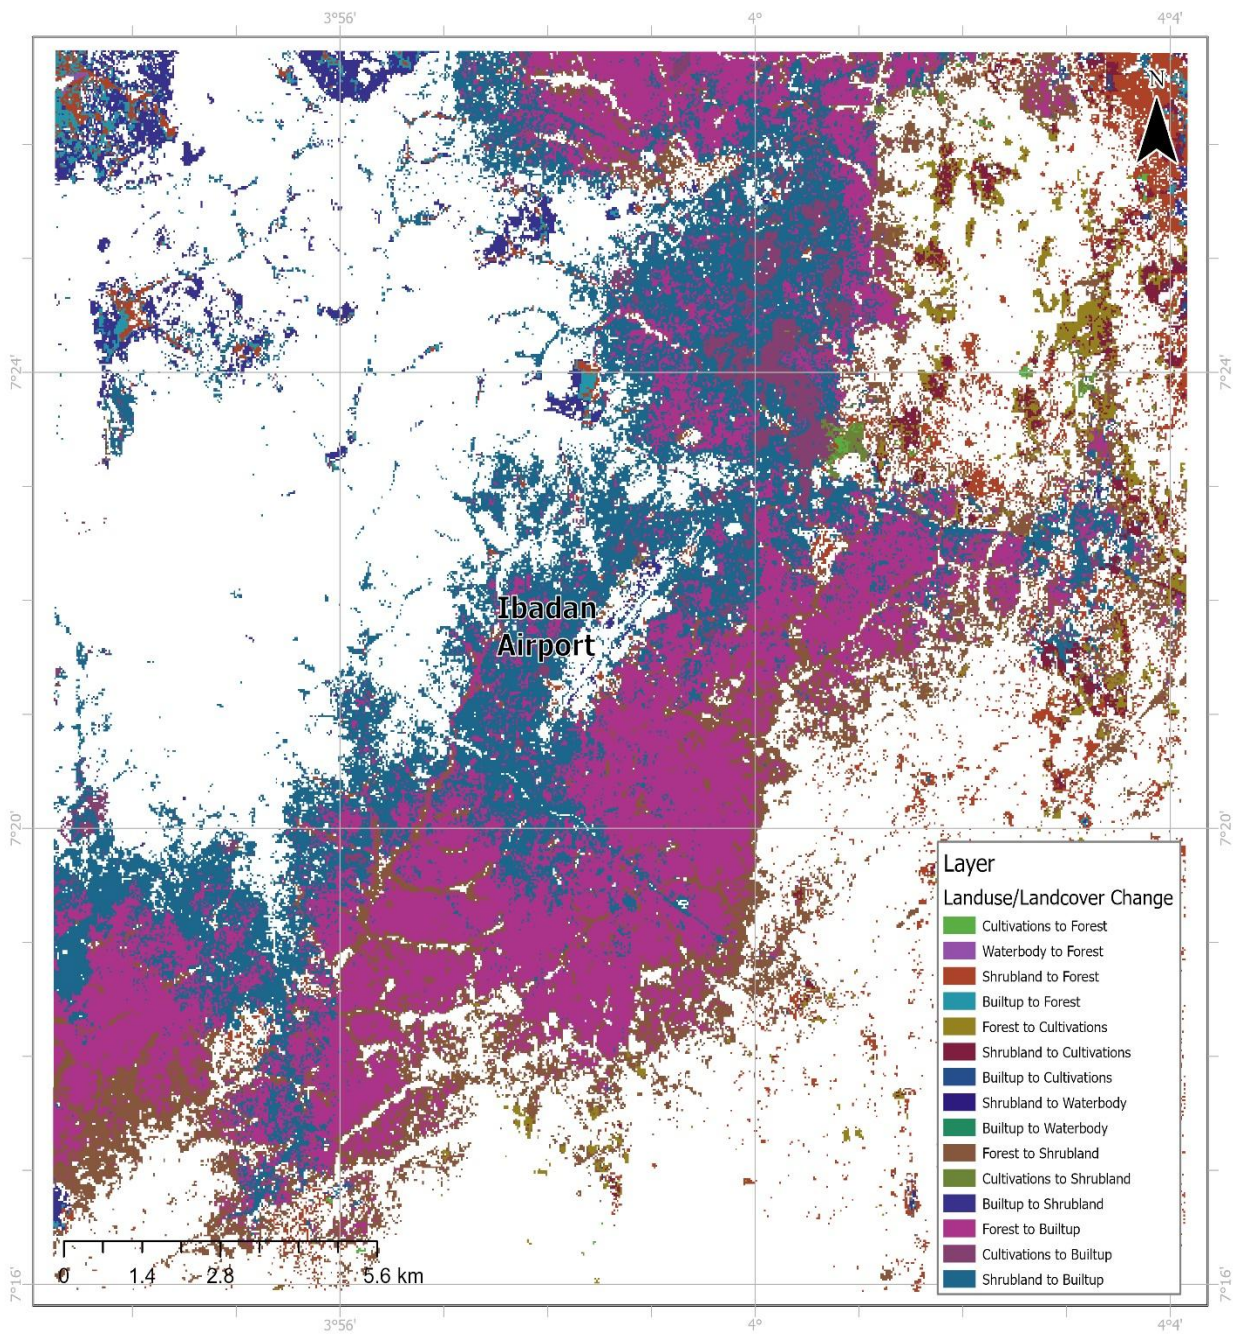 3°56' 4° 4°4'
N
7°24' 7°24'
Ibadan
Airport
7°20' 7°20'
Layer
Landuse/Landcover Change
Cultivations to Forest
Waterbody to Forest
Shrubland to Forest
Builtup to Forest
Forest to Cultivations
Shrubland to Cultivations
Builtup to Cultivations
Shrubland to Waterbody
Builtup to Waterbody
Forest to Shrubland
Cultivations to Shrubland
Builtup to Shrubland
Forest to Builtup
Cultivations to Builtup
Shrubland to Builtup
0 1.4 2.8 5.6 km
7°16' 7°16'
3°56' 4° 4°4'